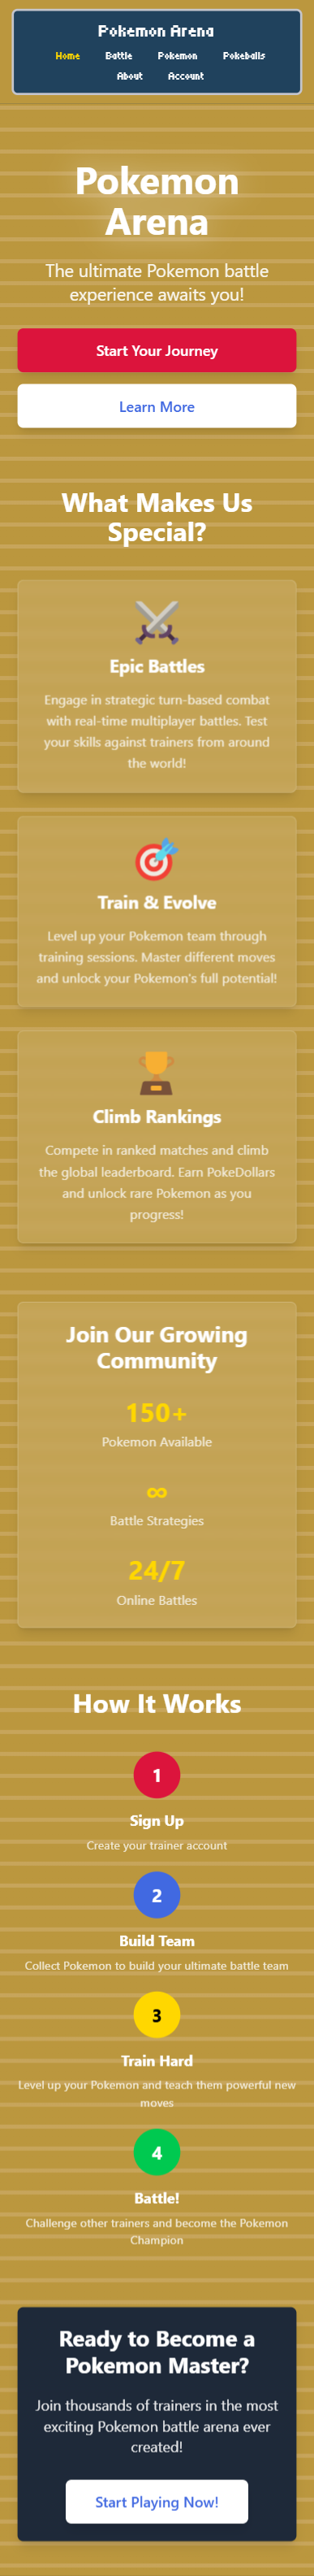 Pokemon Arena
Home Battle Pokemon Pokeballs
About Account
Pokemon
Arena
The ultimate Pokemon battle
experience awaits you!
Start Your Journey
Learn More
What Makes Us
Special?
Epic Battles
Engage in strategic turn-based combat
with real-time multiplayer battles. Test
your skills against trainers from around
the world!
Train & Evolve
Level up your Pokemon team through
training sessions. Master different moves
and unlock your Pokemon's full potential!
Climb Rankings
Compete in ranked matches and climb
the global leaderboard. Earn PokeDollars
and unlock rare Pokemon as you
progress!
Join Our Growing
Community
150+
Pokemon Available
∞
Battle Strategies
24/7
Online Battles
How It Works
1
Sign Up
Create your trainer account
2
Build Team
Collect Pokemon to build your ultimate battle team
3
Train Hard
Level up your Pokemon and teach them powerful new
moves
4
Battle!
Challenge other trainers and become the Pokemon
Champion
Ready to Become a
Pokemon Master?
Join thousands of trainers in the most
exciting Pokemon battle arena ever
created!
Start Playing Now!